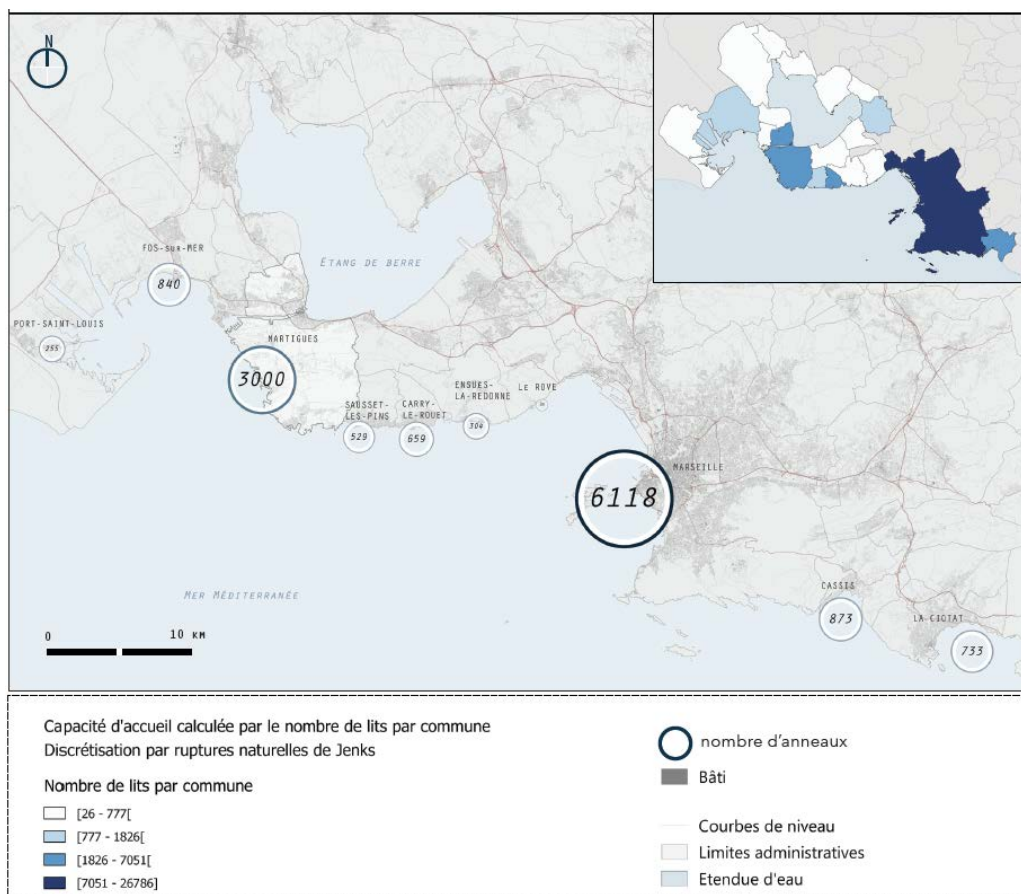 N
FOS-SUR-MER
840
ÉTANG DE BERRE
PORT-SAINT-LOUIS
255
MARTIGUES
3000
SAUSSET-
LES-PINS
529
CARRY-
LE-ROUET
659
ENSUES-
LA-REDONNE
304
LE ROVE
MARSEILLE
6118
MER MÉDITERRANÉE
0 10 KM
CASSIS
873
LA-CIOTAT
733
Capacité d'accueil calculée par le nombre de lits par commune
Discrétisation par ruptures naturelles de Jenks
Nombre de lits par commune
[26 - 777[
[777 - 1826[
[1826 - 7051[
[7051 - 26786]
nombre d'anneaux
Bâti
Courbes de niveau
Limites administratives
Etendue d'eau